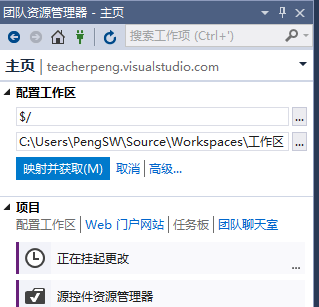 团队资源管理器 - 主页
搜索工作项 (Ctrl+')
主页 | teacherpeng.visualstudio.com
配置工作区
$/
...
C:\Users\PengSW\Source\Workspaces\工作区
...
映射并获取(M) 取消 | 高级...
项目
配置工作区 | Web 门户网站 | 任务板 | 团队聊天室
正在挂起更改
...
源控件资源管理器